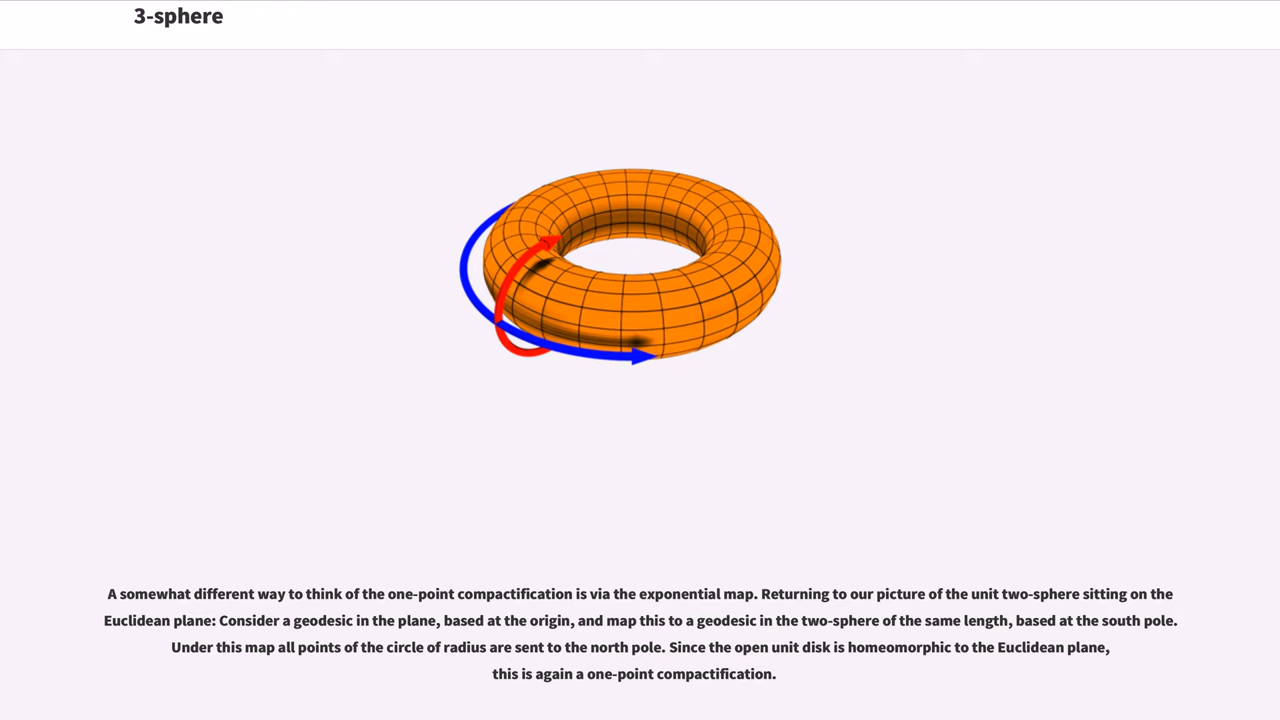 3-sphere
A somewhat different way to think of the one-point compactification is via the exponential map. Returning to our picture of the unit two-sphere sitting on the
Euclidean plane: Consider a geodesic in the plane, based at the origin, and map this to a geodesic in the two-sphere of the same length, based at the south pole.
Under this map all points of the circle of radius are sent to the north pole. Since the open unit disk is homeomorphic to the Euclidean plane,
this is again a one-point compactification.